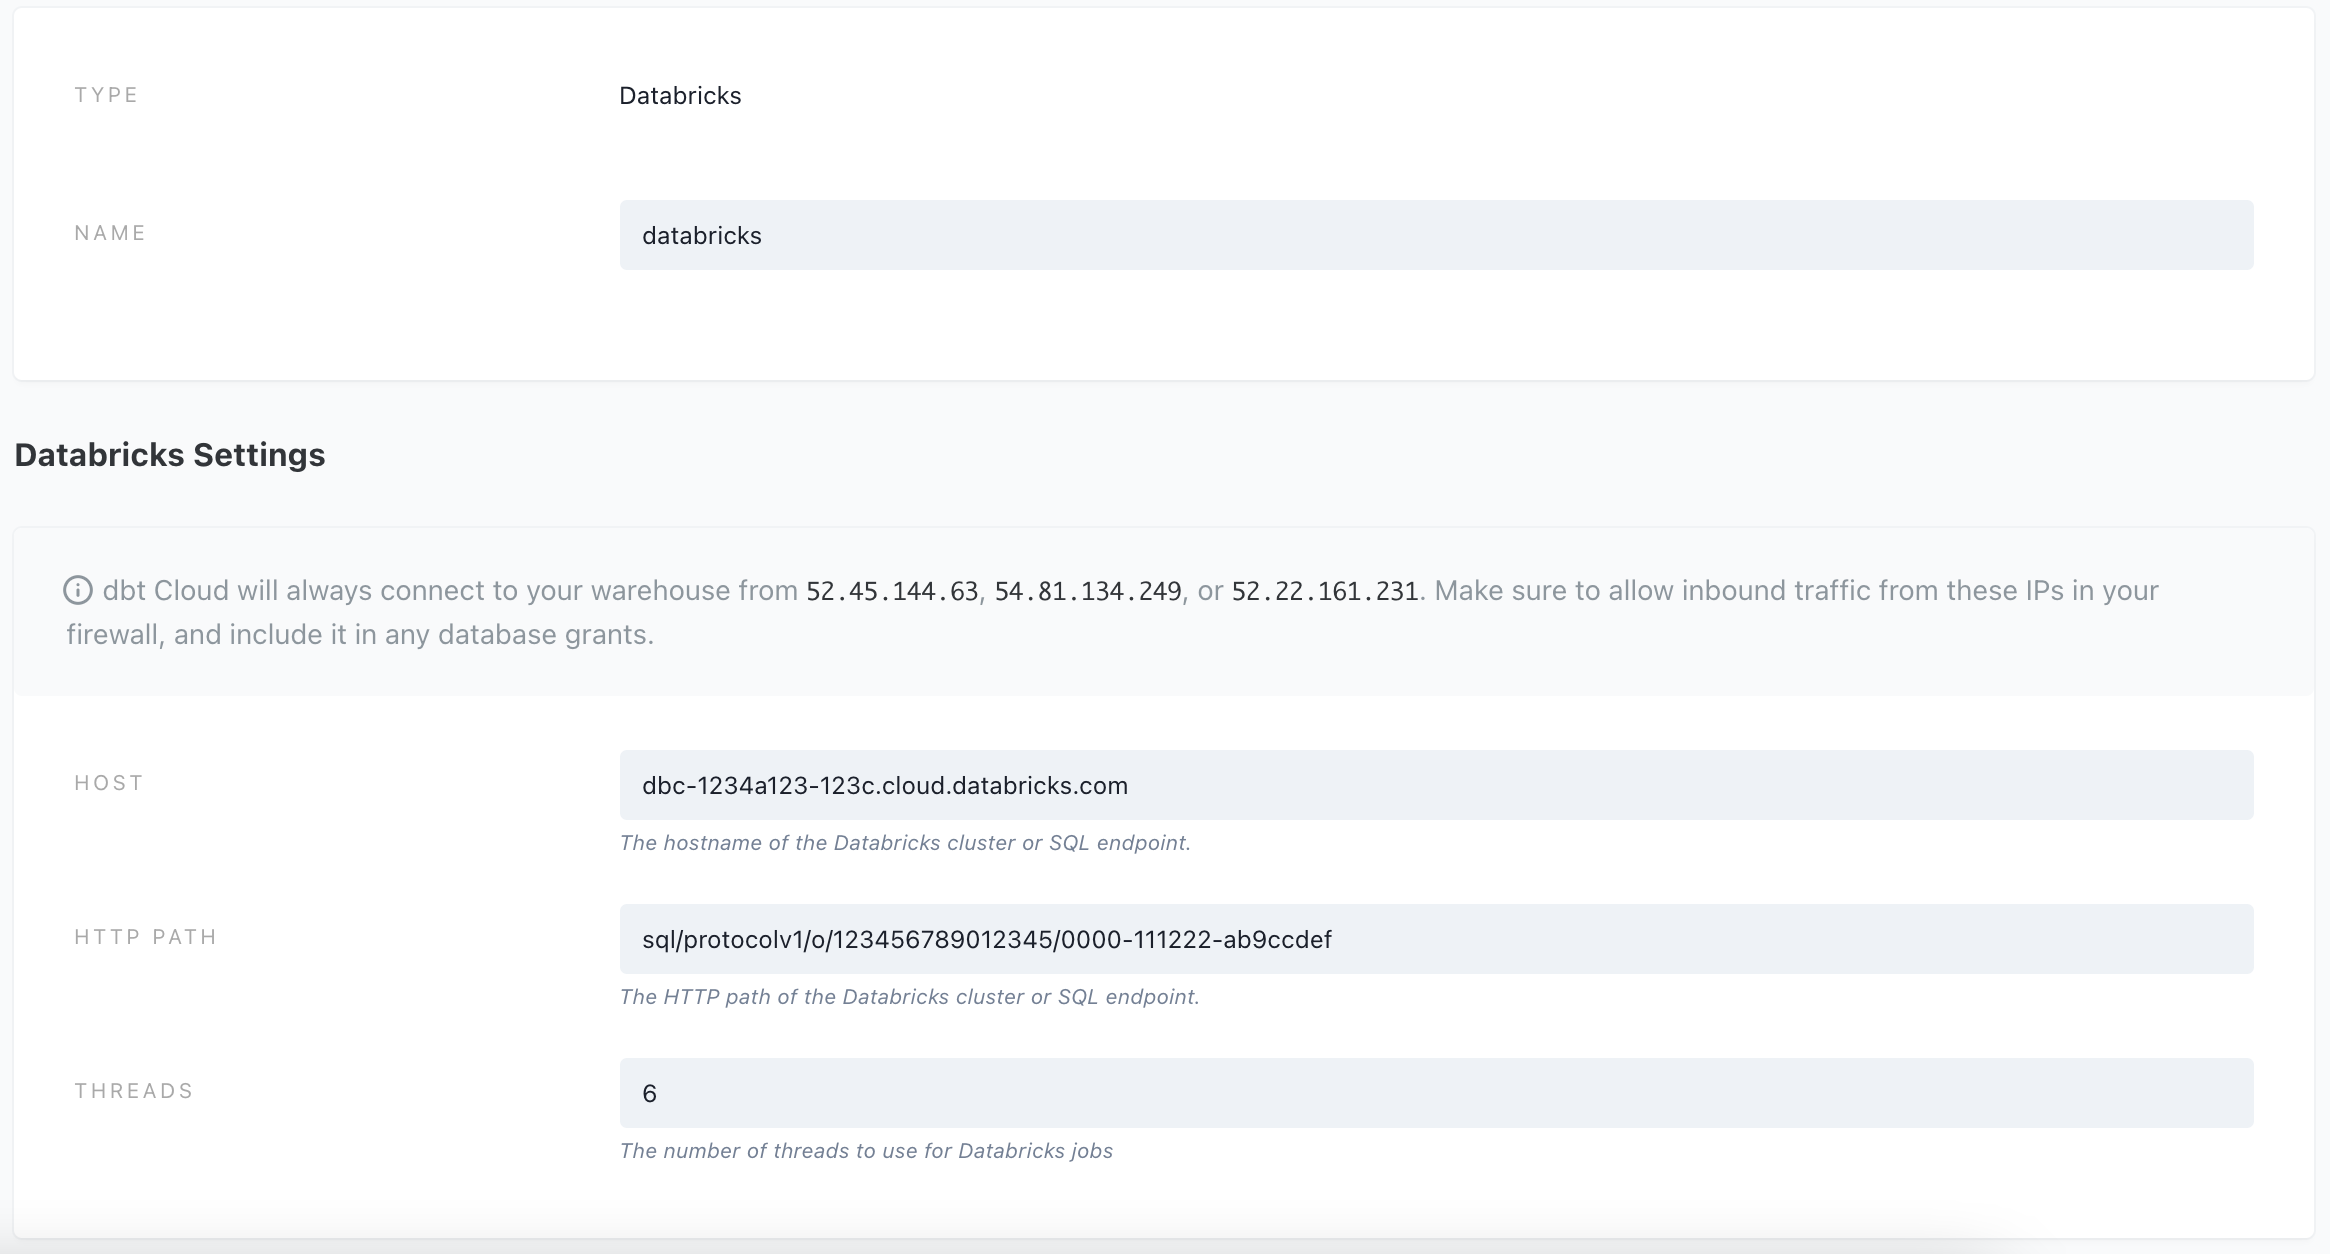 TYPE
Databricks
NAME
databricks
Databricks Settings
dbt Cloud will always connect to your warehouse from 52.45.144.63, 54.81.134.249, or 52.22.161.231. Make sure to allow inbound traffic from these IPs in your
firewall, and include it in any database grants.
HOST
dbc-1234a123-123c.cloud.databricks.com
The hostname of the Databricks cluster or SQL endpoint.
HTTP PATH
sql/protocolv1/o/123456789012345/0000-111222-ab9ccdef
The HTTP path of the Databricks cluster or SQL endpoint.
THREADS
6
The number of threads to use for Databricks jobs